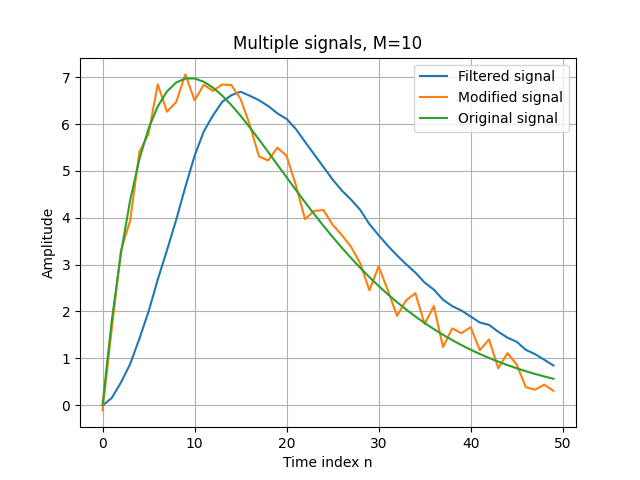 Multiple signals, M=10
Filtered signal
Modified signal
Original signal
Amplitude
7
6
5
4
3
2
1
0
0 10 20 30 40 50
Time index n